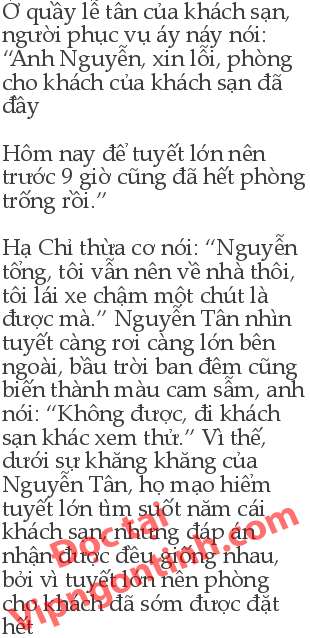 Ở quầy lễ tân của khách sạn,
người phục vụ áy náy nói:
“Anh Nguyễn, xin lỗi, phòng
cho khách của khách sạn đã
đầy
Hôm nay để tuyết lớn nên
trước 9 giờ cũng đã hết phòng
trống rồi.”
Hạ Chi thừa cơ nói: “Nguyễn
tổng, tôi vẫn nên về nhà thôi,
tôi lái xe chậm một chút là
được mà.” Nguyễn Tân nhìn
tuyết càng rơi càng lớn bên
ngoài, bầu trời ban đêm cũng
biến thành màu cam sẫm, anh
nói: “Không được, đi khách
sạn khác xem thử.” Vì thế,
dưới sự khăng khăng của
Nguyễn Tân, họ mạo hiểm
tuyết lớn tìm suốt năm cái
khách sạn, nhưng đáp án
nhận được đều giống nhau,
bởi vì tuyết lớn nên phòng
cho khách đã sớm được đặt
hết
Đọc tại
Vipngontinh.com